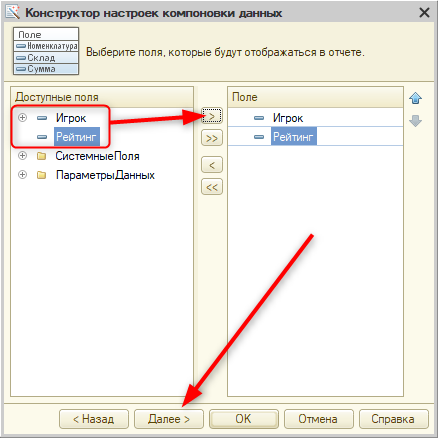 Конструктор настроек компоновки данных
Поле
Номенклатура
Склад
Сумма
Выберите поля, которые будут отображаться в отчете.
Доступные поля
Игрок
Рейтинг
СистемныеПоля
ПараметрыДанных
>
>>
<
<<
Поле
Игрок
Рейтинг
< Назад
Далее >
OK
Отмена
Справка